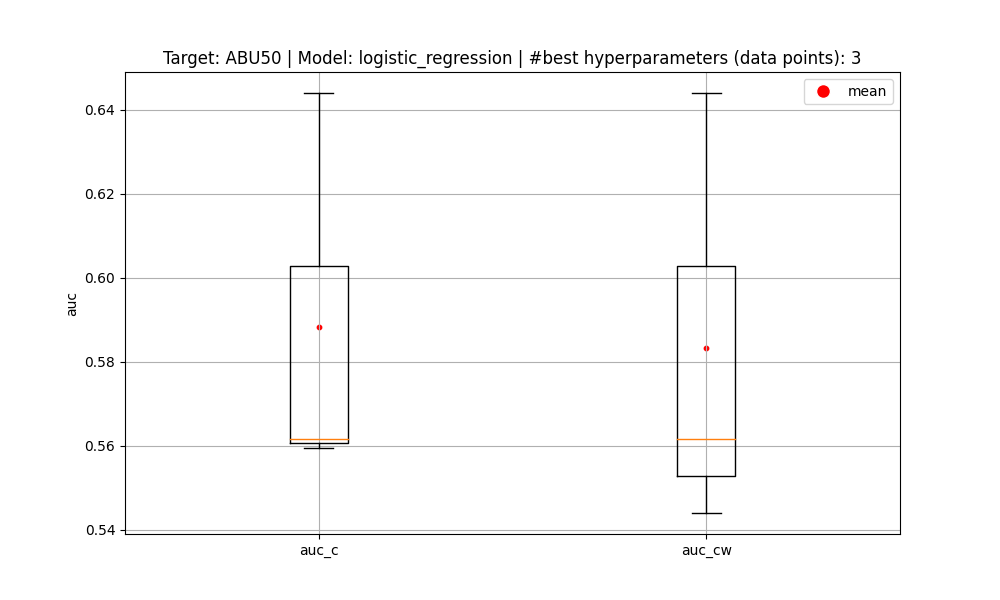 Target: ABU50 | Model: logistic_regression | #best hyperparameters (data points): 3
mean
0.64
0.62
0.60
0.58
0.56
0.54
auc
auc_c
auc_cw